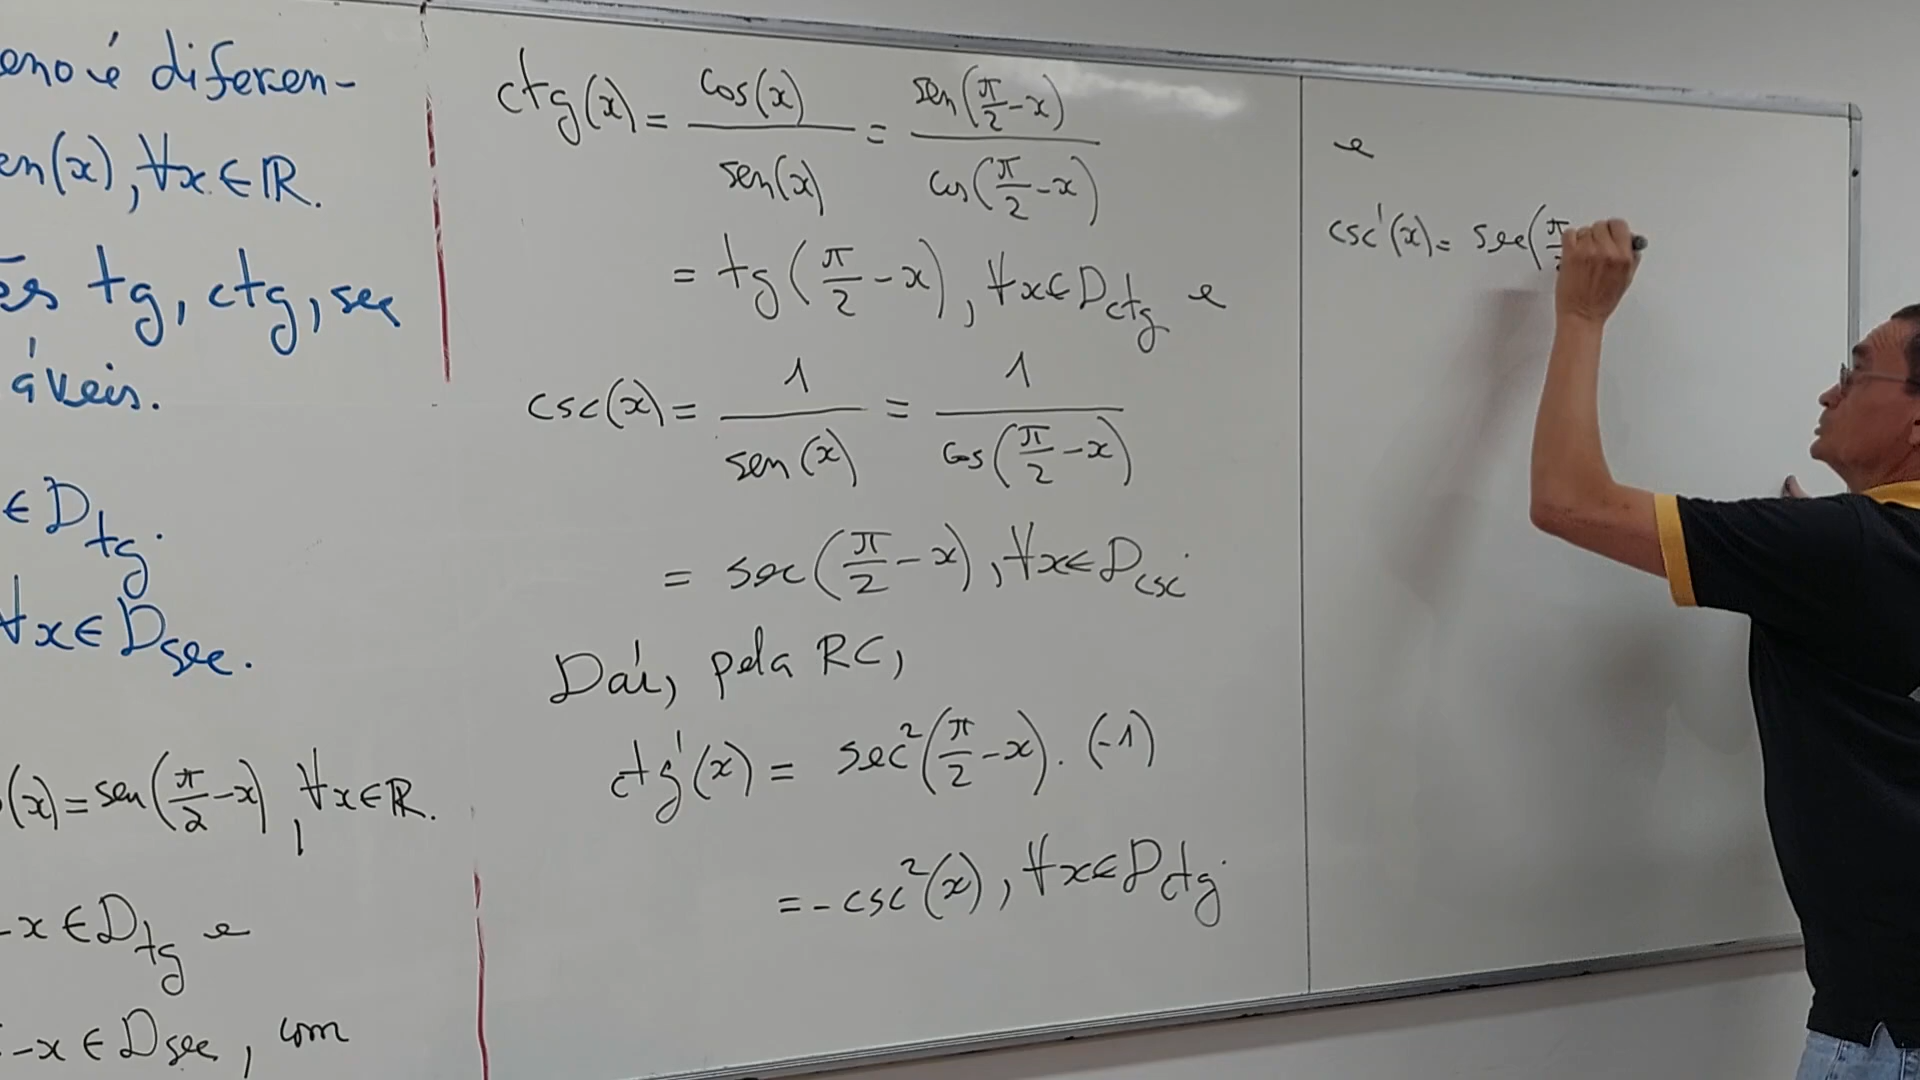 eno é diferen-
en(x), ∀x ∈ ℝ.
tg, ctg, sec
áveis.
∈ D_tg.
∀x ∈ D_sec.
(x) = sen(π/2 - x), ∀x ∈ ℝ.
-x ∈ D_tg e
-x ∈ D_sec, com
ctg(x) = cos(x)/sen(x) = sen(π/2 - x)/cos(π/2 - x)
= tg(π/2 - x), ∀x ∈ D_ctg e
csc(x) = 1/sen(x) = 1/cos(π/2 - x)
= sec(π/2 - x), ∀x ∈ D_csc.
Daí, pela RC,
ctg'(x) = sec²(π/2 - x). (-1)
= -csc²(x), ∀x ∈ D_ctg.
e
csc'(x) = sec(π